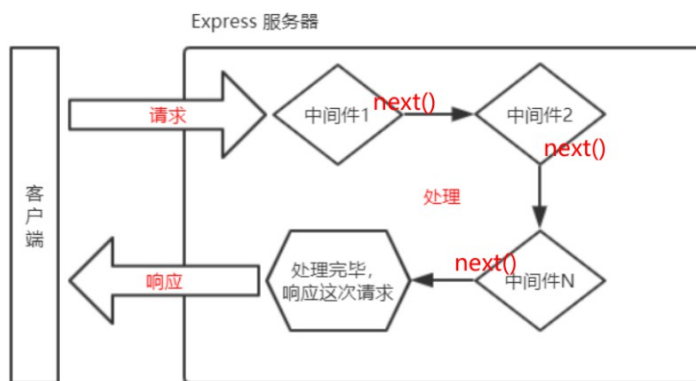 Express 服务器
请求
中间件1
next()
中间件2
next()
客户端
处理
next()
中间件N
处理完毕，
响应这次请求
响应